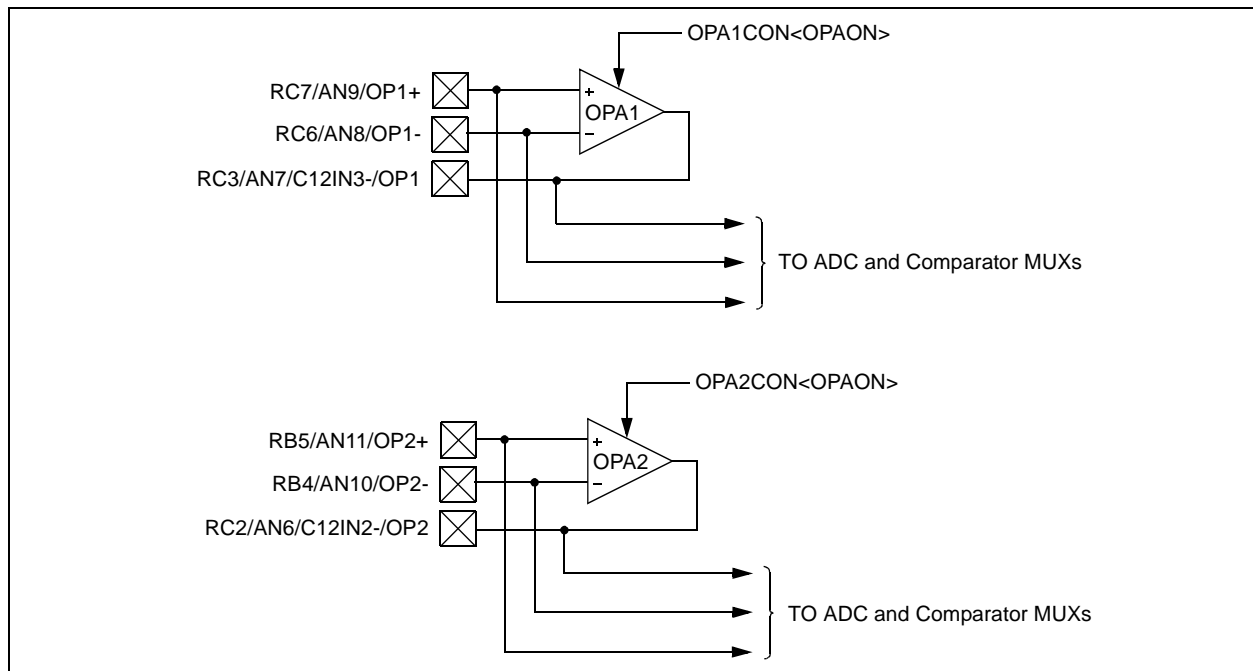 OPA1CON<OPAON>
RC7/AN9/OP1+
+
OPA1
RC6/AN8/OP1-
−
RC3/AN7/C12IN3-/OP1
TO ADC and Comparator MUXs
OPA2CON<OPAON>
RB5/AN11/OP2+
+
OPA2
RB4/AN10/OP2-
−
RC2/AN6/C12IN2-/OP2
TO ADC and Comparator MUXs